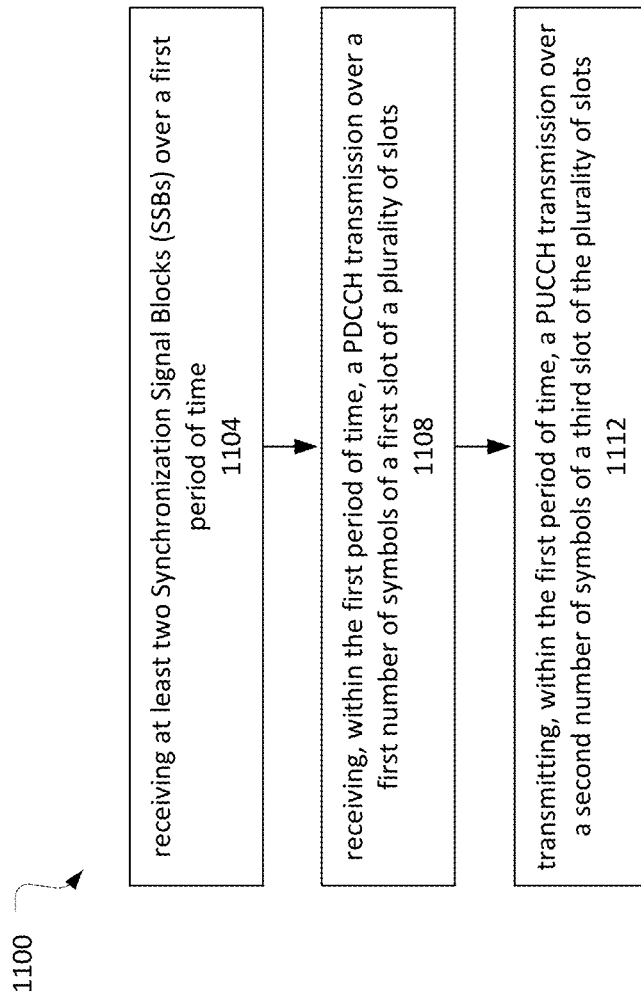 1100
receiving at least two Synchronization Signal Blocks (SSBs) over a first
period of time
1104
receiving, within the first period of time, a PDCCH transmission over a
first number of symbols of a first slot of a plurality of slots
1108
transmitting, within the first period of time, a PUCCH transmission over
a second number of symbols of a third slot of the plurality of slots
1112